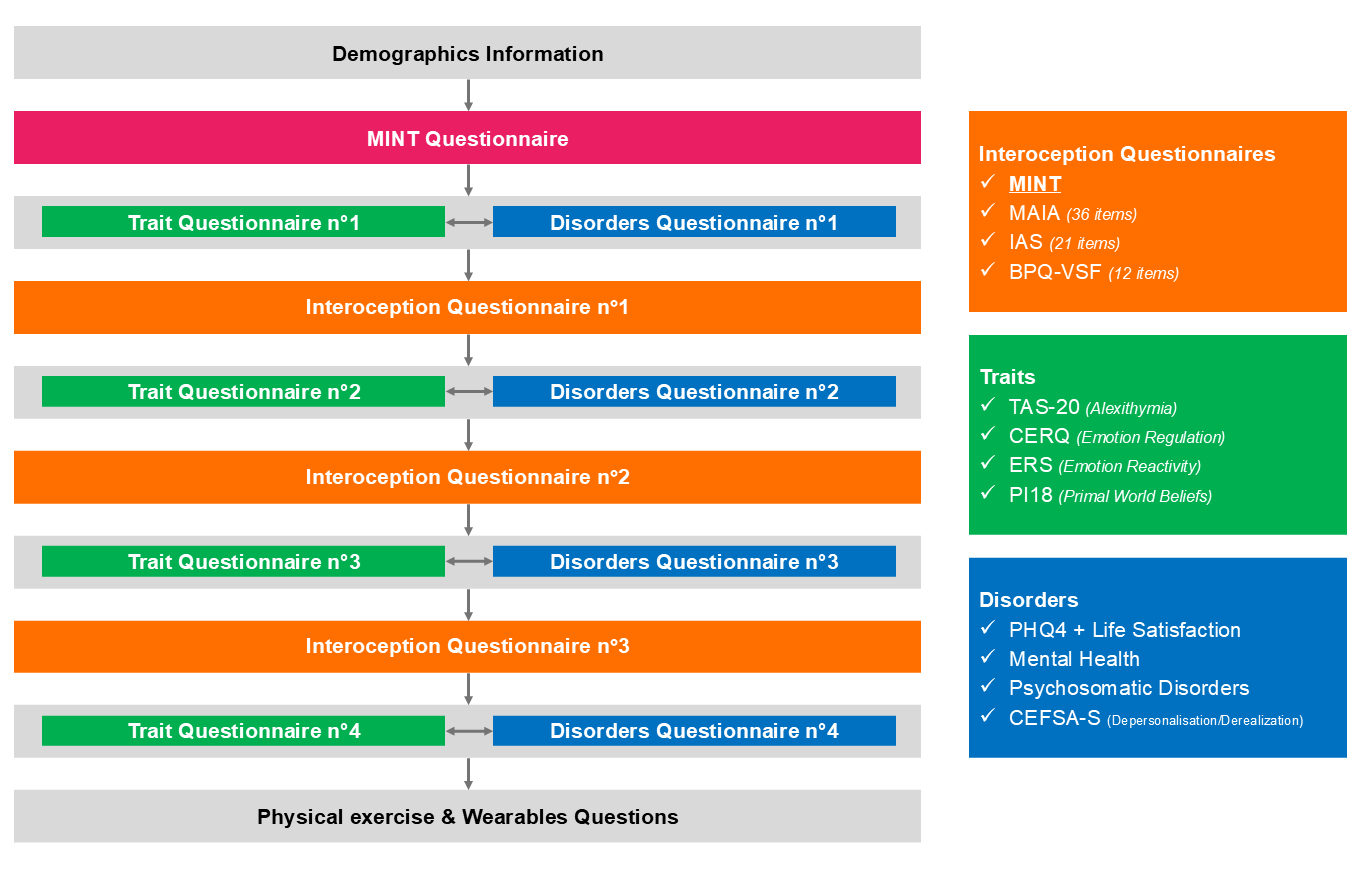 Demographics Information
MINT Questionnaire
Trait Questionnaire n°1
Disorders Questionnaire n°1
Interoception Questionnaire n°1
Trait Questionnaire n°2
Disorders Questionnaire n°2
Interoception Questionnaire n°2
Trait Questionnaire n°3
Disorders Questionnaire n°3
Interoception Questionnaire n°3
Trait Questionnaire n°4
Disorders Questionnaire n°4
Physical exercise & Wearables Questions
Interoception Questionnaires
✓ MINT
✓ MAIA (36 items)
✓ IAS (21 items)
✓ BPQ-VSF (12 items)
Traits
✓ TAS-20 (Alexithymia)
✓ CERQ (Emotion Regulation)
✓ ERS (Emotion Reactivity)
✓ PI18 (Primal World Beliefs)
Disorders
✓ PHQ4 + Life Satisfaction
✓ Mental Health
✓ Psychosomatic Disorders
✓ CEFSA-S (Depersonalisation/Derealization)